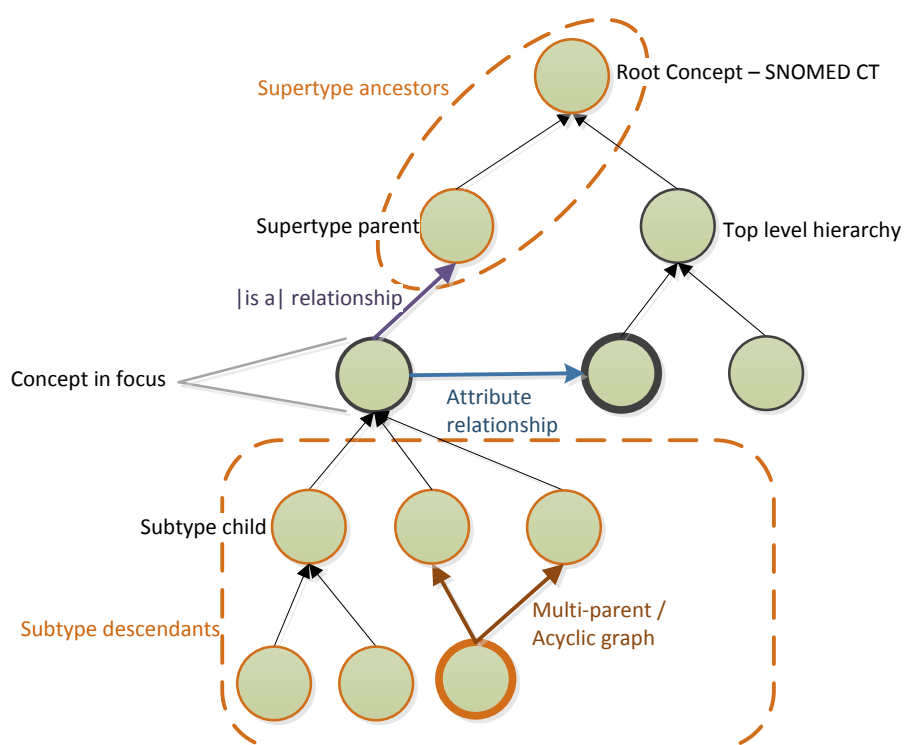 Root Concept – SNOMED CT
Supertype ancestors
Supertype parent
Top level hierarchy
|is a| relationship
Concept in focus
Attribute
relationship
Subtype child
Multi-parent /
Acyclic graph
Subtype descendants